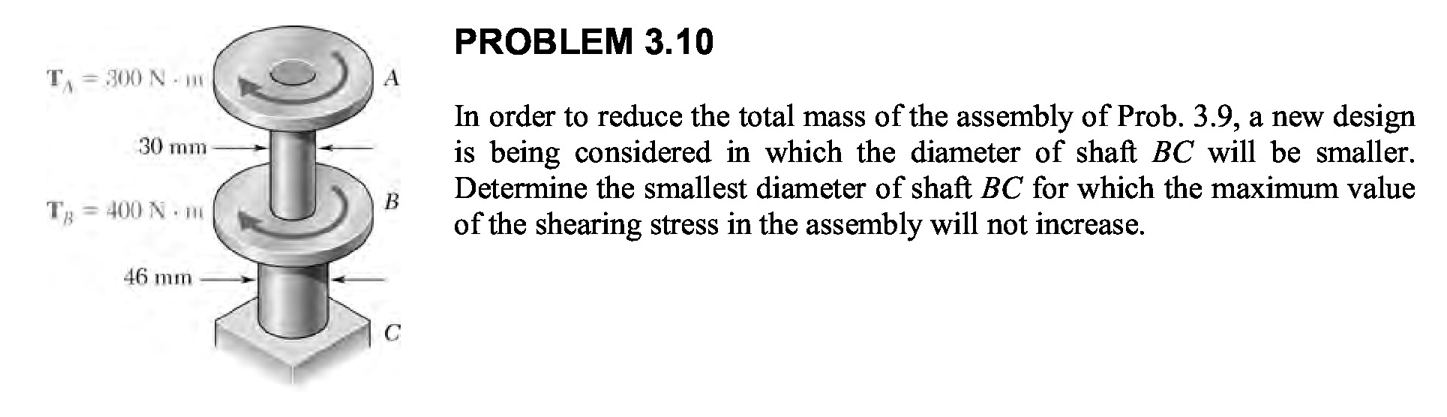 PROBLEM 3.10
In order to reduce the total mass of the assembly of Prob. 3.9, a new design
is being considered in which the diameter of shaft BC will be smaller.
Determine the smallest diameter of shaft BC for which the maximum value
of the shearing stress in the assembly will not increase.
T_A = 300 N · m
A
30 mm
T_B = 400 N · m
B
46 mm
C